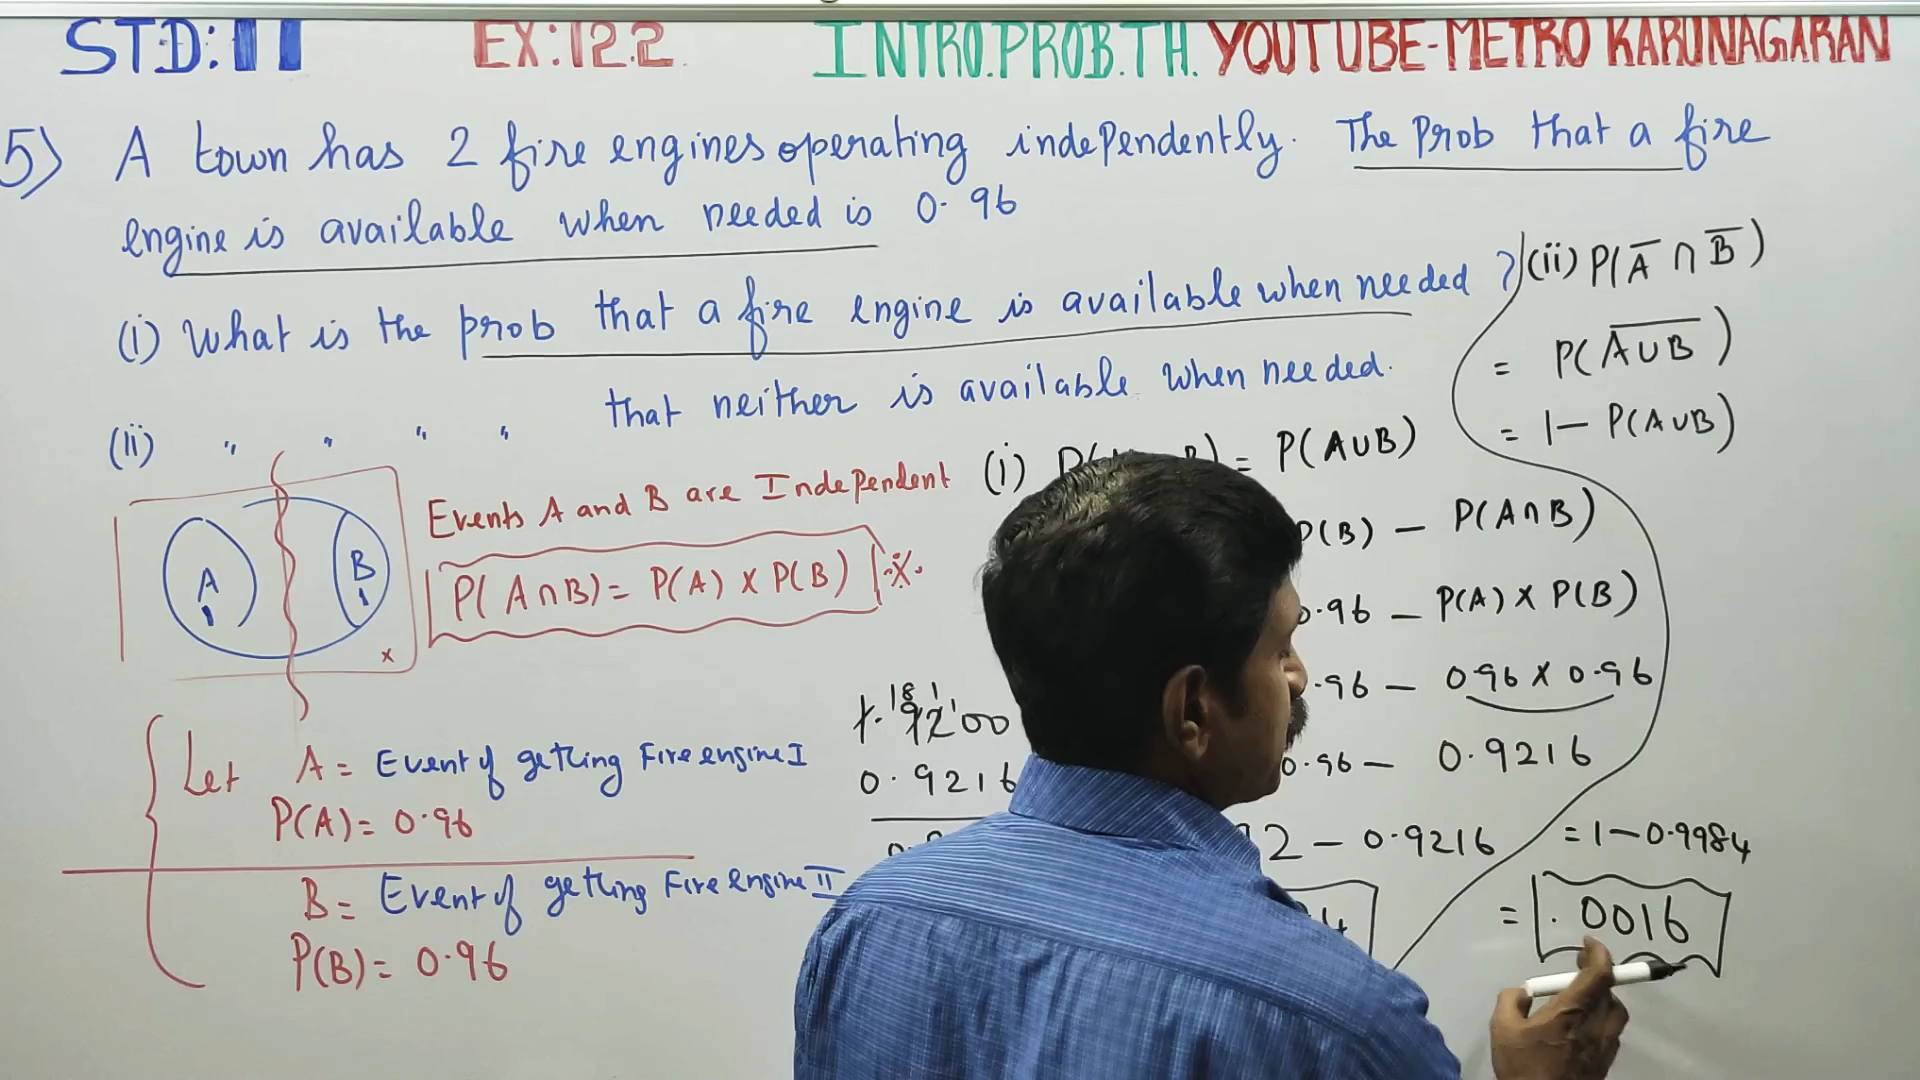 STD: 11 EX: 12.2. INTRO.PROB.TH. YOUTUBE-METRO KARUNAGARAN
5) A town has 2 fire engines operating independently. The Prob that a fire
engine is available when needed is 0.96
(i) What is the prob that a fire engine is available when needed ?
(ii) " " " " that neither is available when needed.
A B
x
Events A and B are Independent
P(A∩B) = P(A) x P(B)
Let A = Event of getting Fire engine I
P(A) = 0.96
B = Event of getting Fire engine II
P(B) = 0.96
18 1 1
1.9200
0.9216
0.
(i) P( B) = P(A∪B)
P(B) - P(A∩B)
0.96 - P(A) x P(B)
.96 - 0.96 x 0.96
0.96 - 0.9216
2 - 0.9216
4
(ii) P(A̅ ∩ B̅)
= P(A̅∪̅B̅)
= 1 - P(A∪B)
= 1 - 0.9984
= .0016